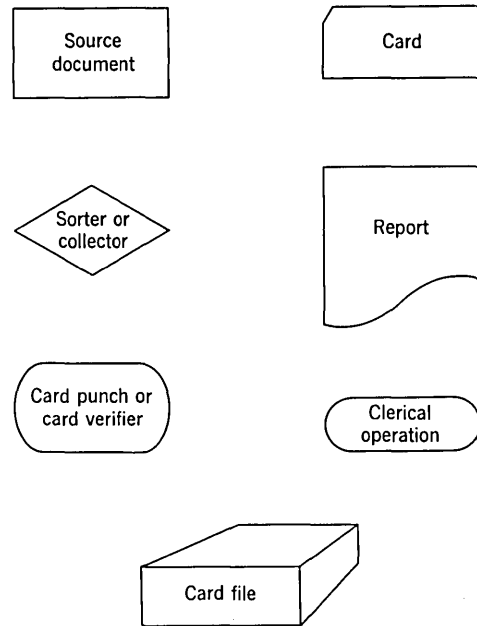 Source
document
Card
Sorter or
collector
Report
Card punch or
card verifier
Clerical
operation
Card file